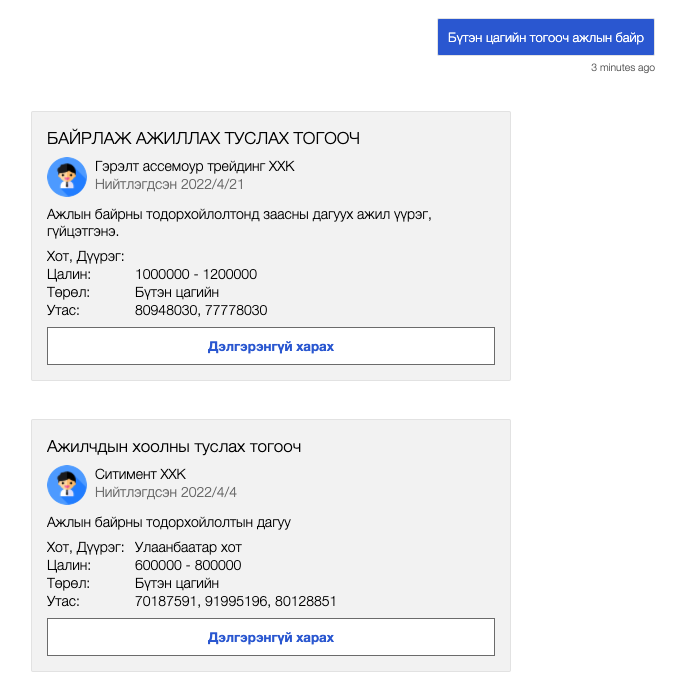 Бүтэн цагийн тогооч ажлын байр
3 minutes ago
БАЙРЛАЖ АЖИЛЛАХ ТУСЛАХ ТОГООЧ
Гэрэлт ассемоур трейдинг ХХК
Нийтлэгдсэн 2022/4/21
Ажлын байрны тодорхойлолтонд заасны дагуух ажил үүрэг,
гүйцэтгэнэ.
Хот, Дүүрэг:
Цалин: 1000000 - 1200000
Төрөл: Бүтэн цагийн
Утас: 80948030, 77778030
Дэлгэрэнгүй харах
Ажилчдын хоолны туслах тогооч
Ситимент ХХК
Нийтлэгдсэн 2022/4/4
Ажлын байрны тодорхойлолтын дагуу
Хот, Дүүрэг: Улаанбаатар хот
Цалин: 600000 - 800000
Төрөл: Бүтэн цагийн
Утас: 70187591, 91995196, 80128851
Дэлгэрэнгүй харах